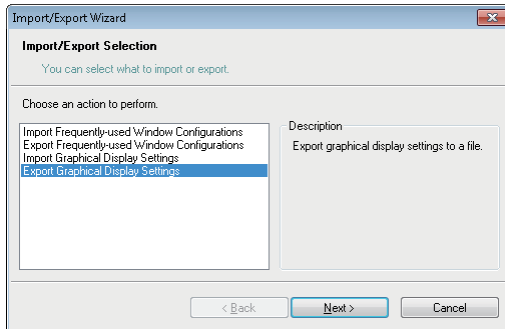 Import/Export Wizard
Import/Export Selection
You can select what to import or export.
Choose an action to perform.
Import Frequently-used Window Configurations
Export Frequently-used Window Configurations
Import Graphical Display Settings
Export Graphical Display Settings
Description
Export graphical display settings to a file.
< Back
Next >
Cancel